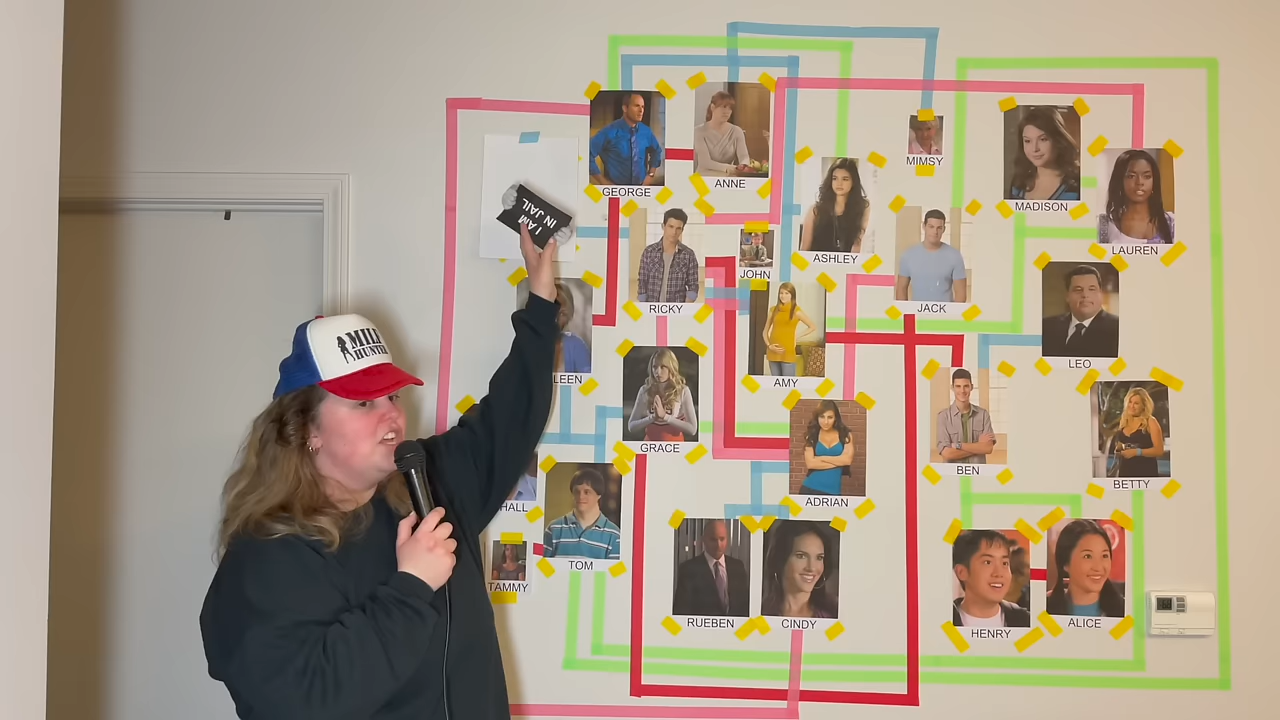 GEORGE
ANNE
MIMSY
MADISON
LAUREN
I AM
IN JAIL
JOHN
ASHLEY
RICKY
JACK
LEO
LEEN
AMY
MILF
HUNTER
GRACE
BEN
BETTY
ADRIAN
HALL
TOM
TAMMY
RUEBEN
CINDY
HENRY
ALICE